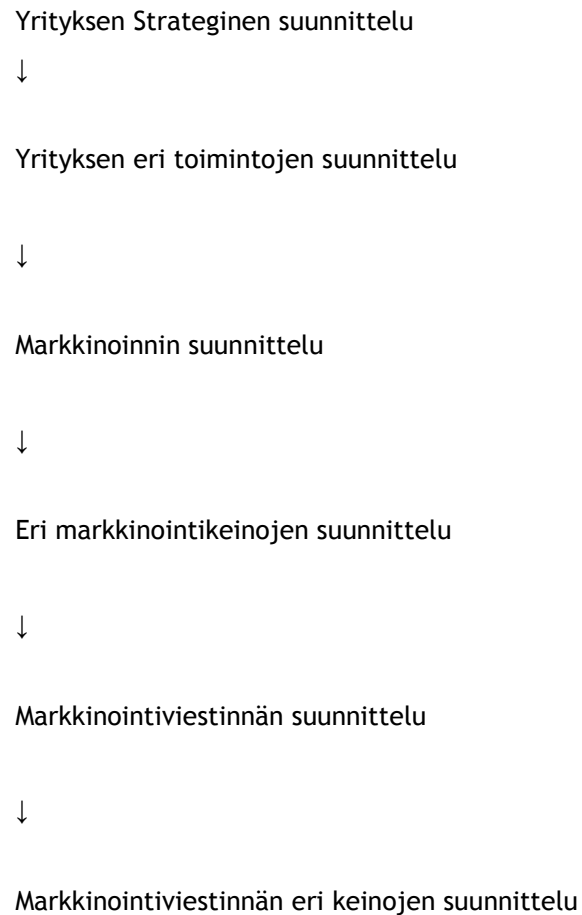 Yrityksen Strateginen suunnittelu
↓
Yrityksen eri toimintojen suunnittelu
↓
Markkinoinnin suunnittelu
↓
Eri markkinointikeinojen suunnittelu
↓
Markkinointiviestinnän suunnittelu
↓
Markkinointiviestinnän eri keinojen suunnittelu